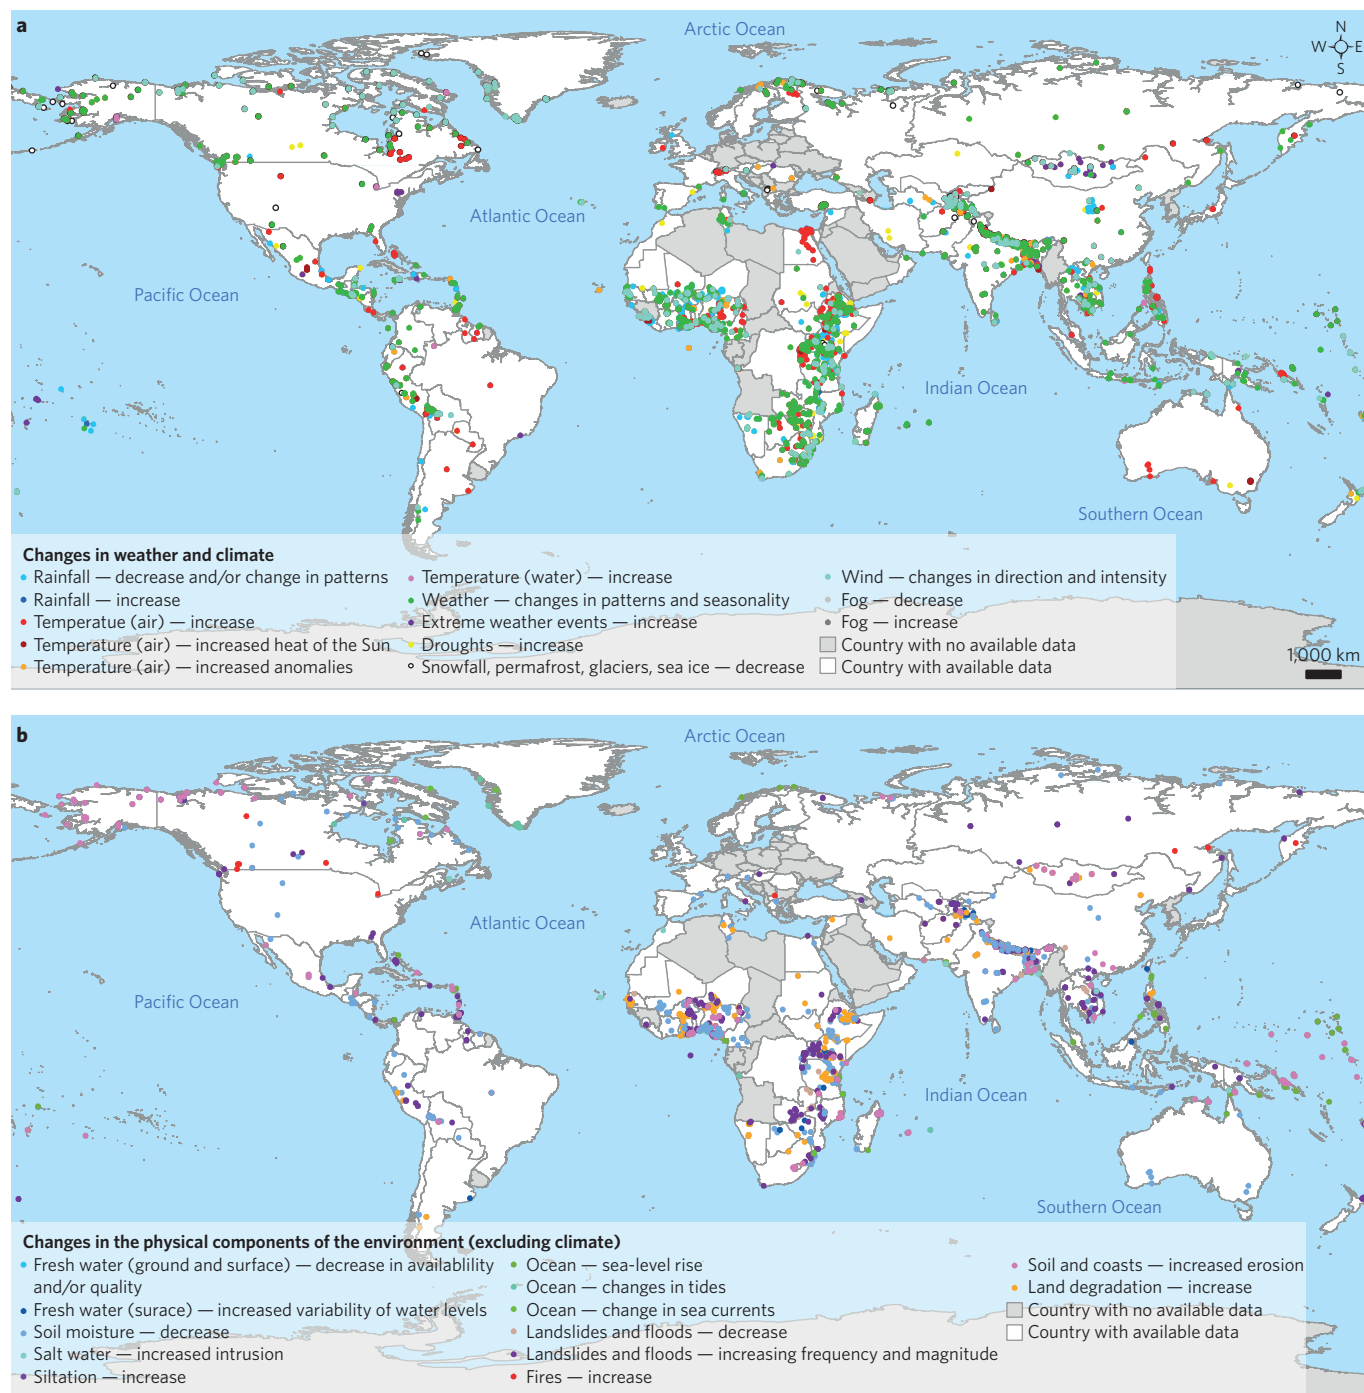 a
Arctic Ocean
N
W E
S
Atlantic Ocean
Pacific Ocean
Indian Ocean
Southern Ocean
Changes in weather and climate
Rainfall — decrease and/or change in patterns
Rainfall — increase
Temperatue (air) — increase
Temperature (air) — increased heat of the Sun
Temperature (air) — increased anomalies
Temperature (water) — increase
Weather — changes in patterns and seasonality
Extreme weather events — increase
Droughts — increase
Snowfall, permafrost, glaciers, sea ice — decrease
Wind — changes in direction and intensity
Fog — decrease
Fog — increase
Country with no available data
Country with available data
1,000 km
b
Arctic Ocean
Atlantic Ocean
Pacific Ocean
Indian Ocean
Southern Ocean
Changes in the physical components of the environment (excluding climate)
Fresh water (ground and surface) — decrease in availablility
and/or quality
Fresh water (surace) — increased variability of water levels
Soil moisture — decrease
Salt water — increased intrusion
Siltation — increase
Ocean — sea-level rise
Ocean — changes in tides
Ocean — change in sea currents
Landslides and floods — decrease
Landslides and floods — increasing frequency and magnitude
Fires — increase
Soil and coasts — increased erosion
Land degradation — increase
Country with no available data
Country with available data